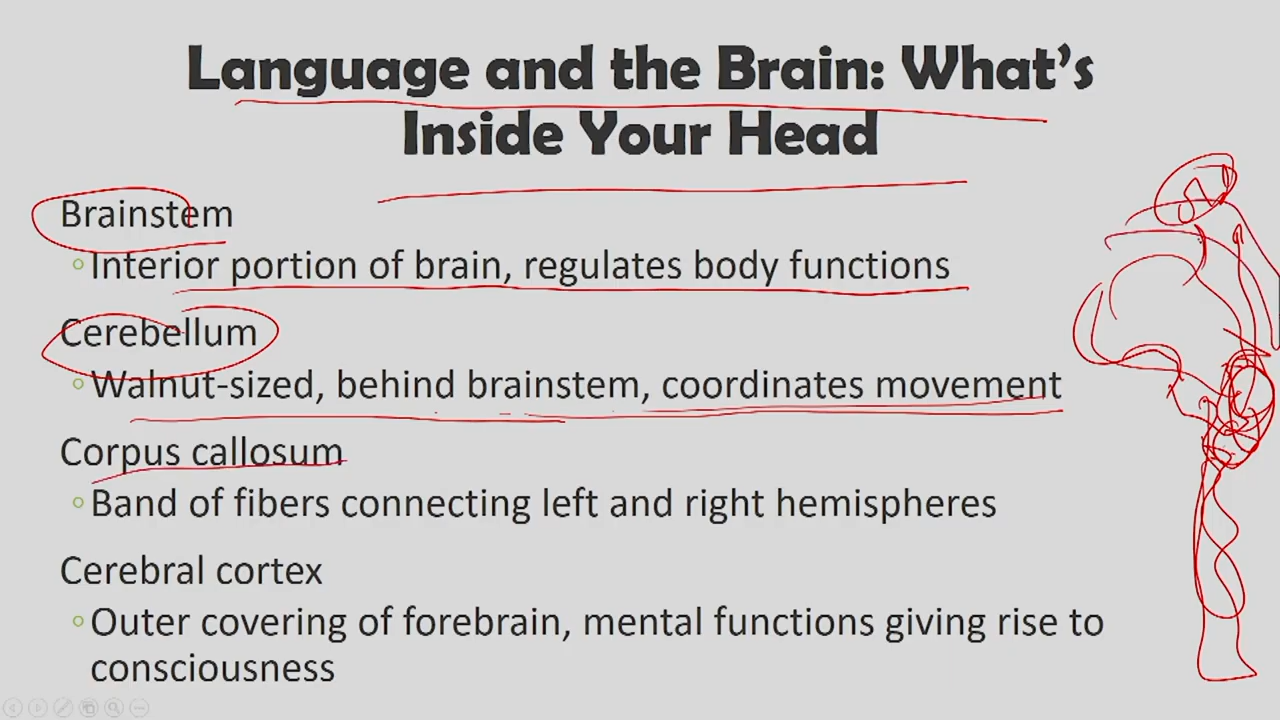 Language and the Brain: What's
Inside Your Head
Brainstem
Interior portion of brain, regulates body functions
Cerebellum
Walnut-sized, behind brainstem, coordinates movement
Corpus callosum
Band of fibers connecting left and right hemispheres
Cerebral cortex
Outer covering of forebrain, mental functions giving rise to
consciousness